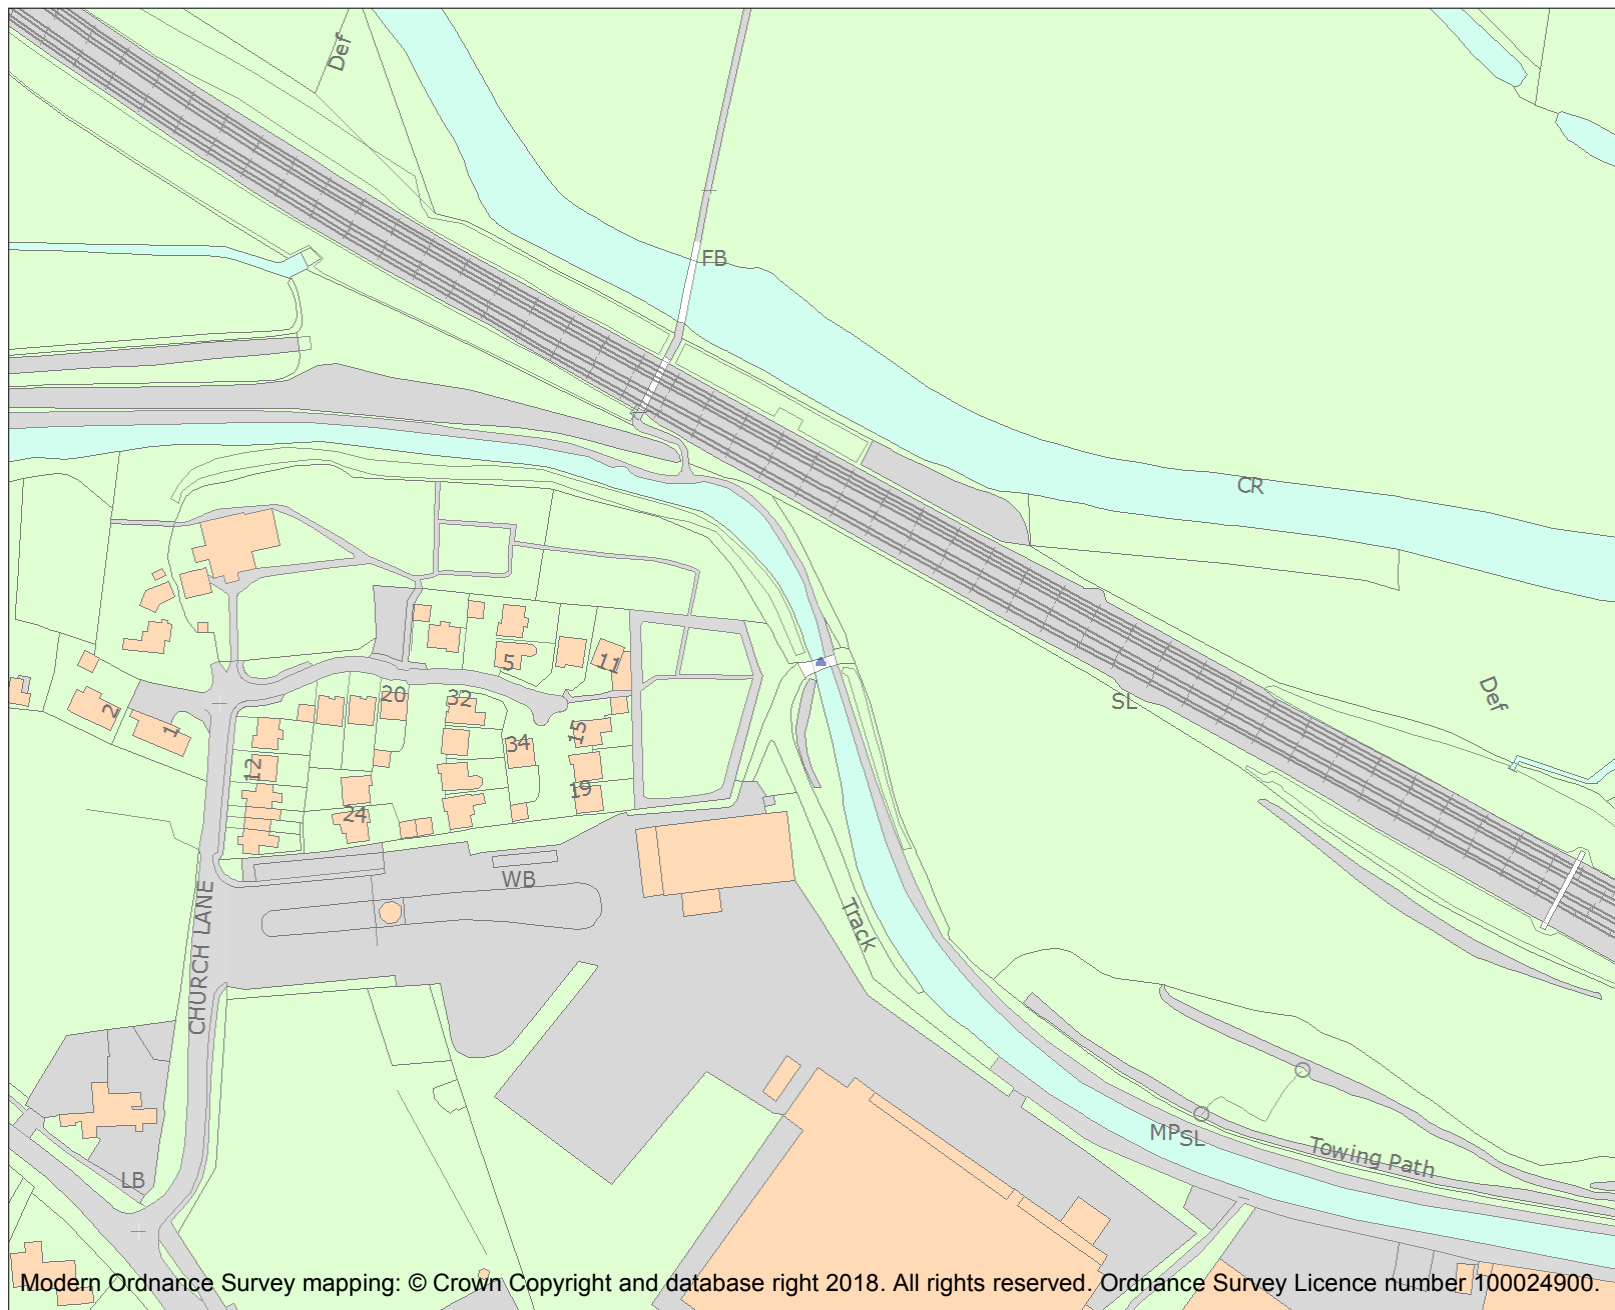 Def
FB
CR
5
11
20
32
2
1
15
34
12
19
24
SL
Def
WB
CHURCH LANE
Track
MP
SL
Towing Path
LB
Modern Ordnance Survey mapping: © Crown Copyright and database right 2018. All rights reserved. Ordnance Survey Licence number 100024900.